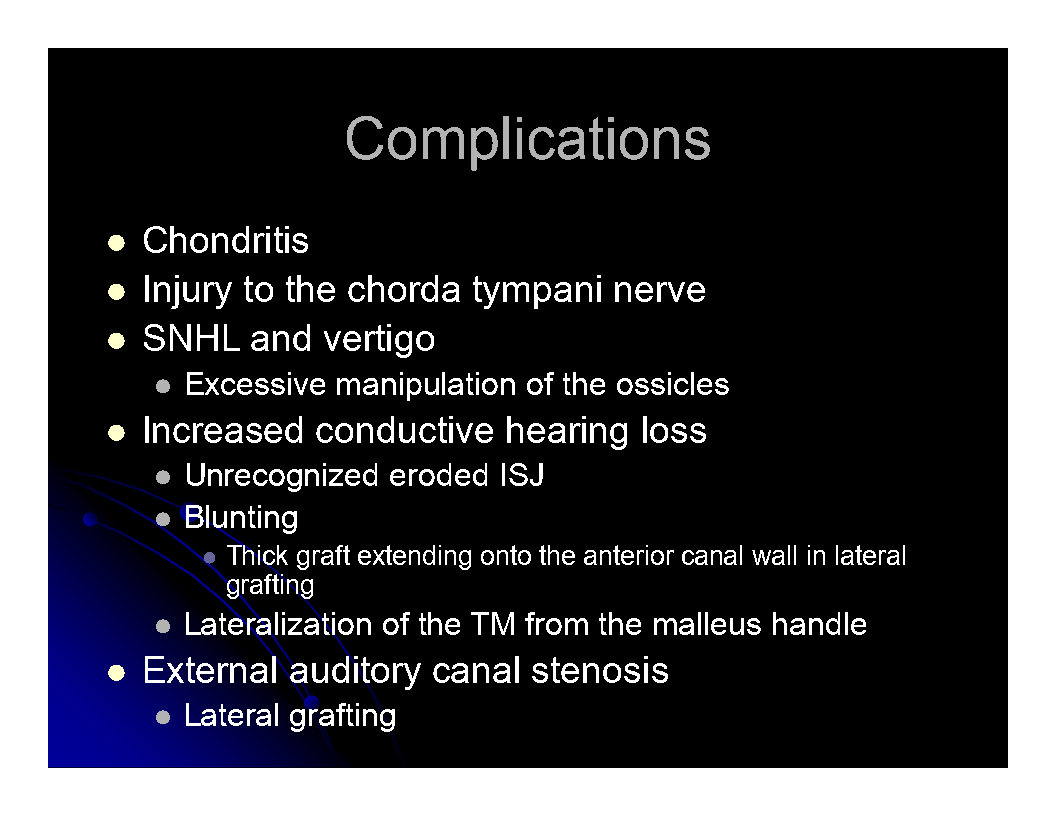 Complications
Chondritis
Injury to the chorda tympani nerve
SNHL and vertigo
Excessive manipulation of the ossicles
Increased conductive hearing loss
Unrecognized eroded ISJ
Blunting
Thick graft extending onto the anterior canal wall in lateral
grafting
Lateralization of the TM from the malleus handle
External auditory canal stenosis
Lateral grafting